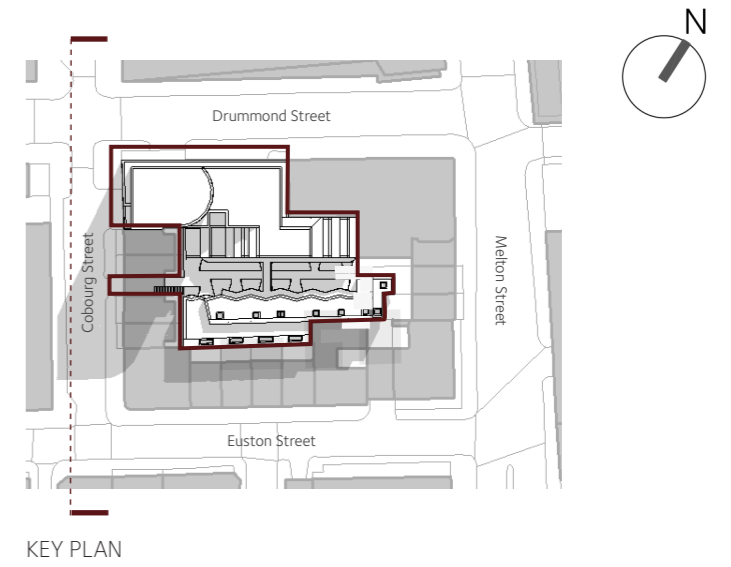 N
Drummond Street
Cobourg Street
Melton Street
Euston Street
KEY PLAN